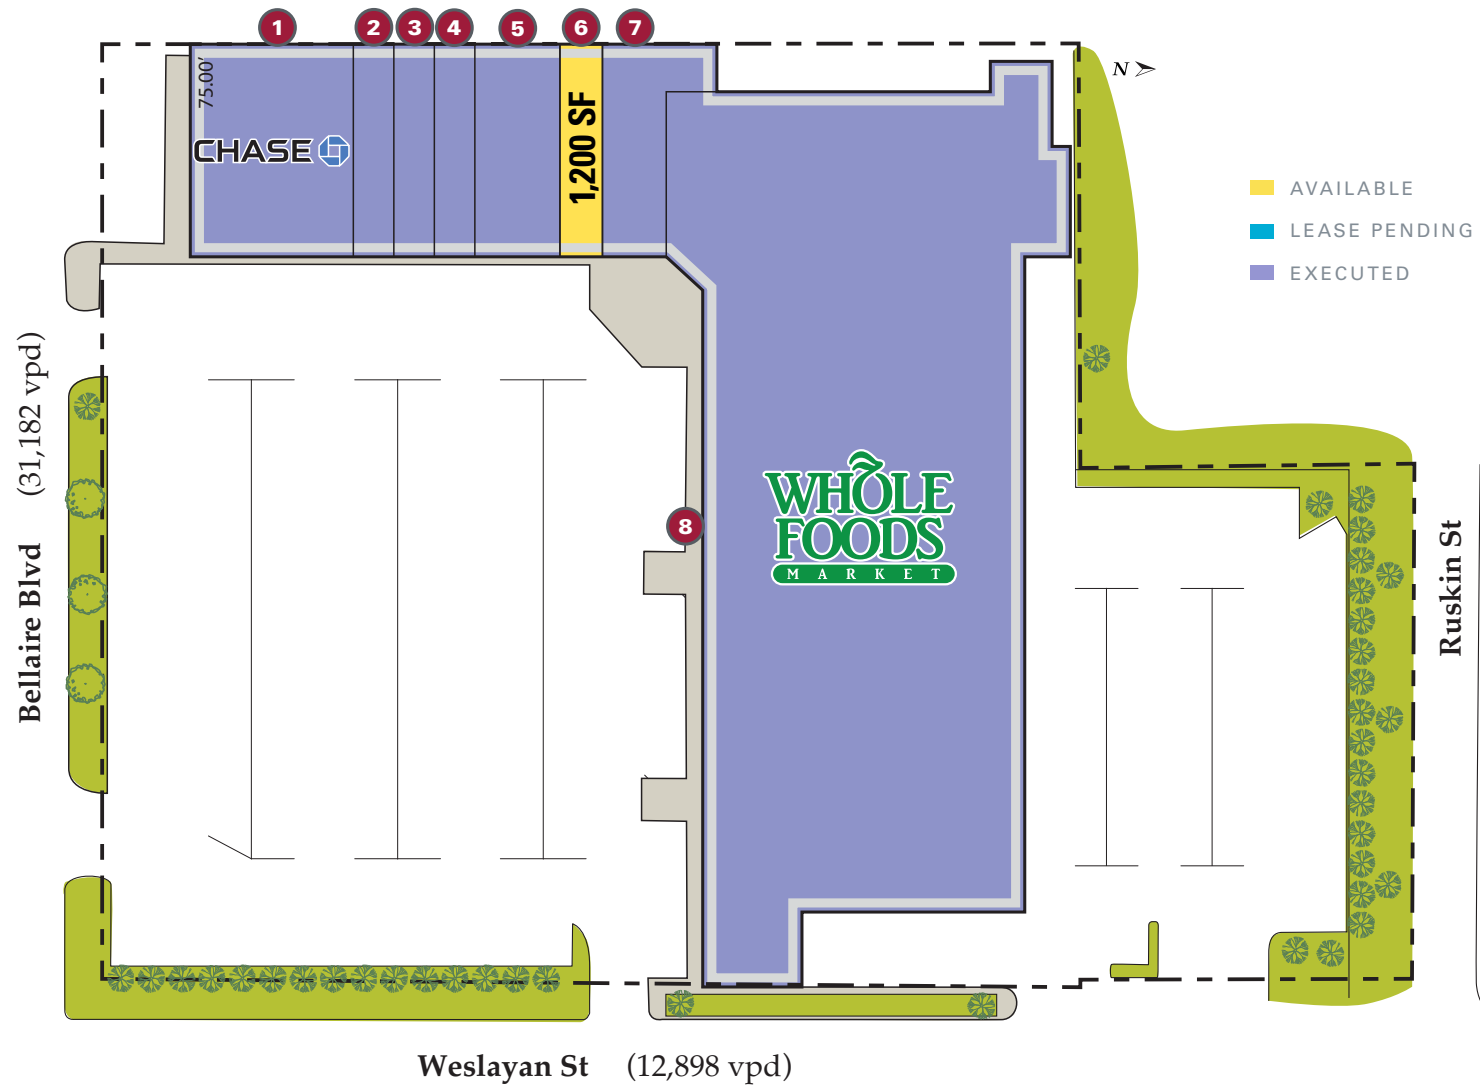 1
2
3
4
5
6
7
75.00'
CHASE
1,200 SF
N
AVAILABLE
LEASE PENDING
EXECUTED
Bellaire Blvd (31,182 vpd)
8
WHOLE
FOODS
MARKET
Ruskin St
Weslayan St (12,898 vpd)